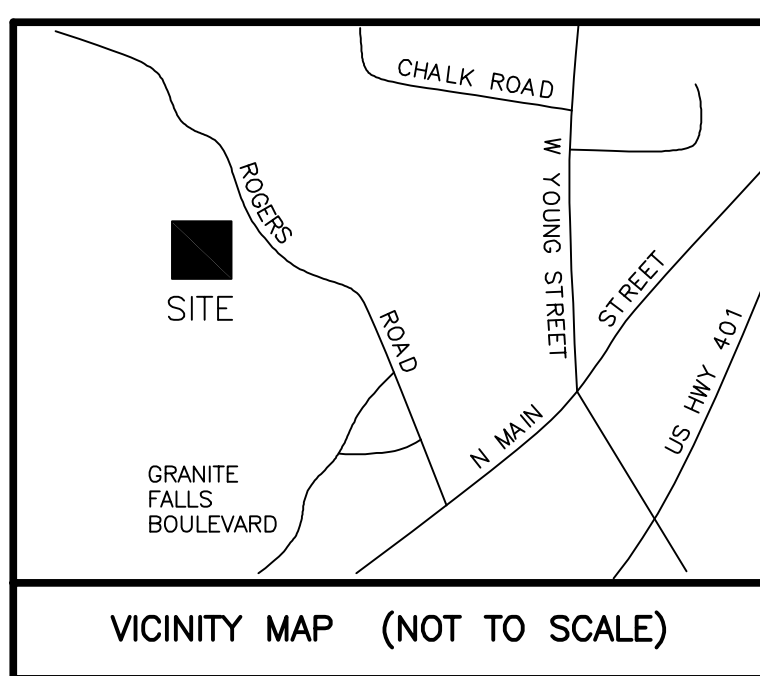 CHALK ROAD
W YOUNG STREET
ROGERS
ROAD
SITE
STREET
N MAIN
US HWY 401
GRANITE
FALLS
BOULEVARD
VICINITY MAP (NOT TO SCALE)